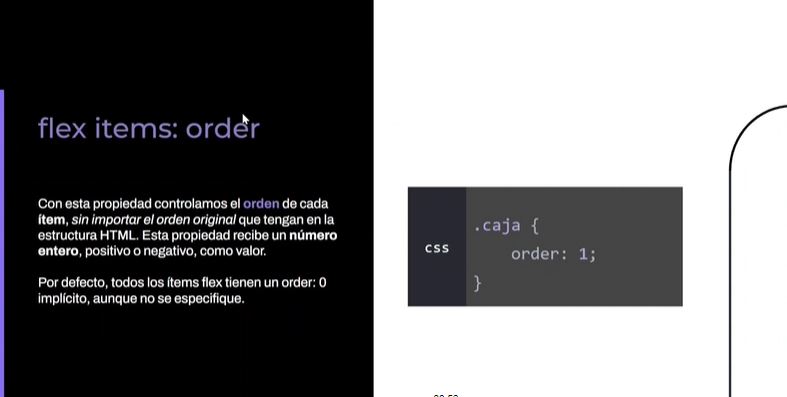 flex items: order
Con esta propiedad controlamos el orden de cada
ítem, sin importar el orden original que tengan en la
estructura HTML. Esta propiedad recibe un número
entero, positivo o negativo, como valor.
Por defecto, todos los ítems flex tienen un order: 0
implícito, aunque no se especifique.
css
.caja {
order: 1;
}